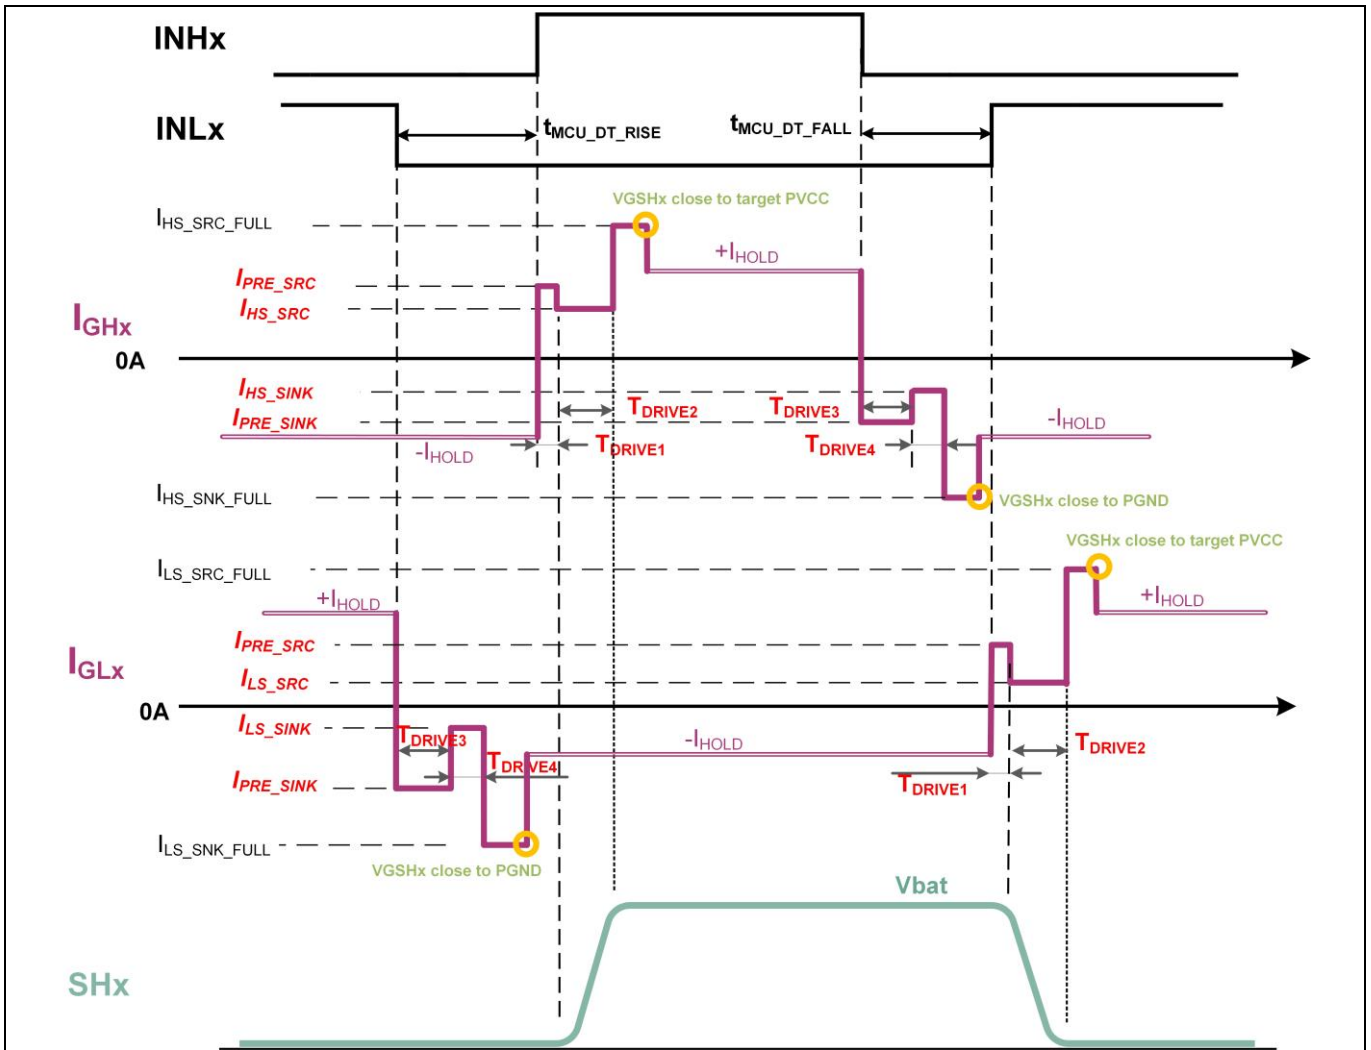 INHx
INLx
tMCU_DT_RISE
tMCU_DT_FALL
VGSHx close to target PVCC
IHS_SRC_FULL
+IHOLD
IPRE_SRC
IHS_SRC
IGHx
0A
IHS_SINK
IPRE_SINK
TDRIVE2
TDRIVE3
-IHOLD
-IHOLD
TDRIVE1
TDRIVE4
IHS_SNK_FULL
VGSHx close to PGND
VGSHx close to target PVCC
ILS_SRC_FULL
+IHOLD
+IHOLD
IPRE_SRC
IGLx
ILS_SRC
0A
ILS_SINK
TDRIVE3
-IHOLD
TDRIVE2
TDRIVE4
IPRE_SINK
TDRIVE1
ILS_SNK_FULL
VGSHx close to PGND
Vbat
SHx